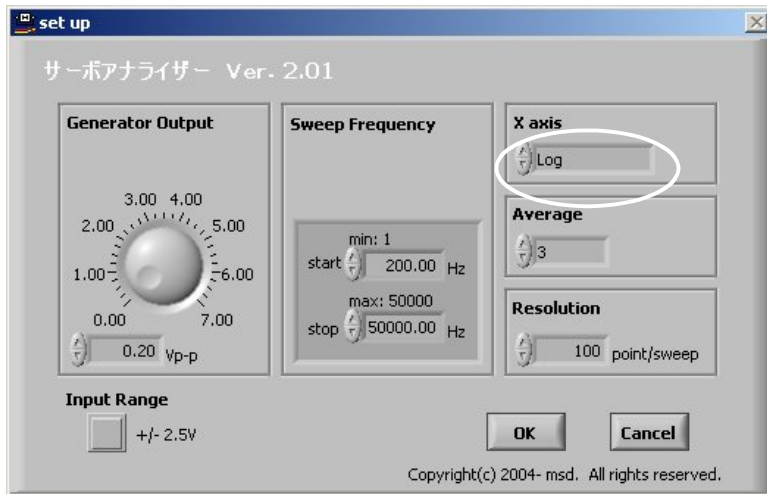 set up
サーボアナライザー Ver. 2.01
Generator Output
3.00 4.00
2.00 5.00
1.00 6.00
0.00 7.00
0.20 Vp-p
Sweep Frequency
min: 1
start 200.00 Hz
max: 50000
stop 50000.00 Hz
X axis
Log
Average
3
Resolution
100 point/sweep
Input Range
+/- 2.5V
OK Cancel
Copyright(c) 2004- msd. All rights reserved.